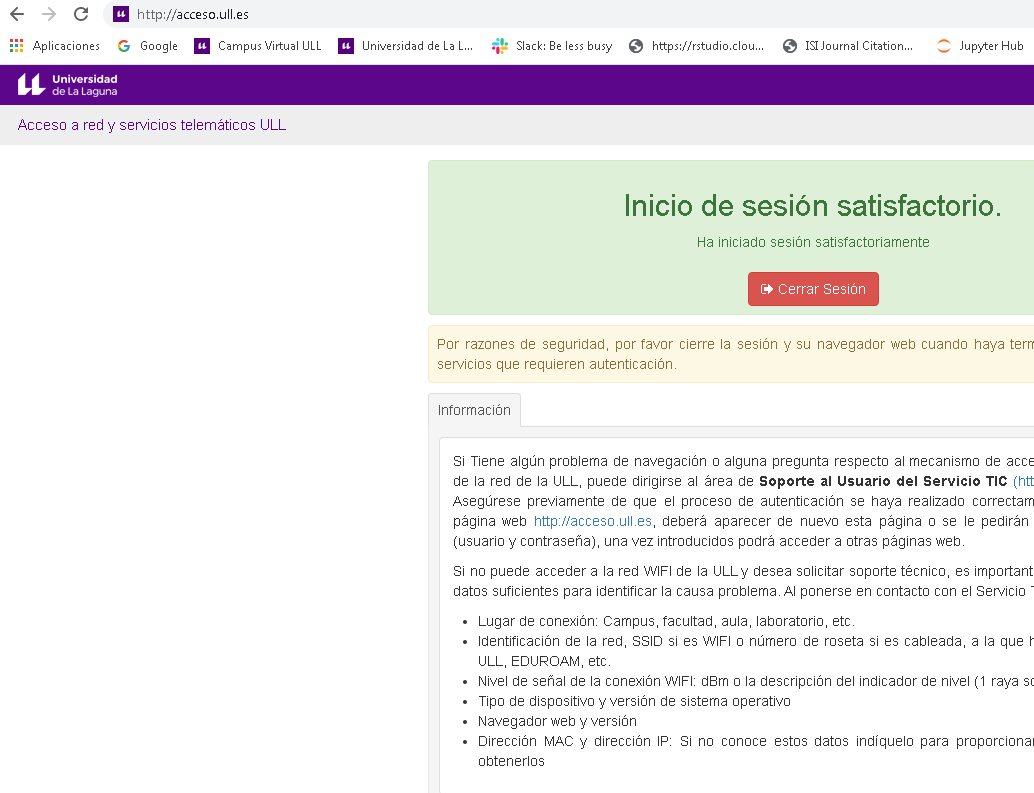 http://acceso.ull.es
Aplicaciones Google Campus Virtual ULL Universidad de La L... Slack: Be less busy https://rstudio.clou... ISI Journal Citation... Jupyter Hub
Universidad
de La Laguna
Acceso a red y servicios telemáticos ULL
Inicio de sesión satisfactorio.
Ha iniciado sesión satisfactoriamente
Cerrar Sesión
Por razones de seguridad, por favor cierre la sesión y su navegador web cuando haya term
servicios que requieren autenticación.
Información
Si Tiene algún problema de navegación o alguna pregunta respecto al mecanismo de acce
de la red de la ULL, puede dirigirse al área de Soporte al Usuario del Servicio TIC (htt
Asegúrese previamente de que el proceso de autenticación se haya realizado correctam
página web http://acceso.ull.es, deberá aparecer de nuevo esta página o se le pedirán
(usuario y contraseña), una vez introducidos podrá acceder a otras páginas web.
Si no puede acceder a la red WIFI de la ULL y desea solicitar soporte técnico, es important
datos suficientes para identificar la causa problema. Al ponerse en contacto con el Servicio T
• Lugar de conexión: Campus, facultad, aula, laboratorio, etc.
• Identificación de la red, SSID si es WIFI o número de roseta si es cableada, a la que h
ULL, EDUROAM, etc.
• Nivel de señal de la conexión WIFI: dBm o la descripción del indicador de nivel (1 raya so
• Tipo de dispositivo y versión de sistema operativo
• Navegador web y versión
• Dirección MAC y dirección IP: Si no conoce estos datos indíquelo para proporcionar
obtenerlos